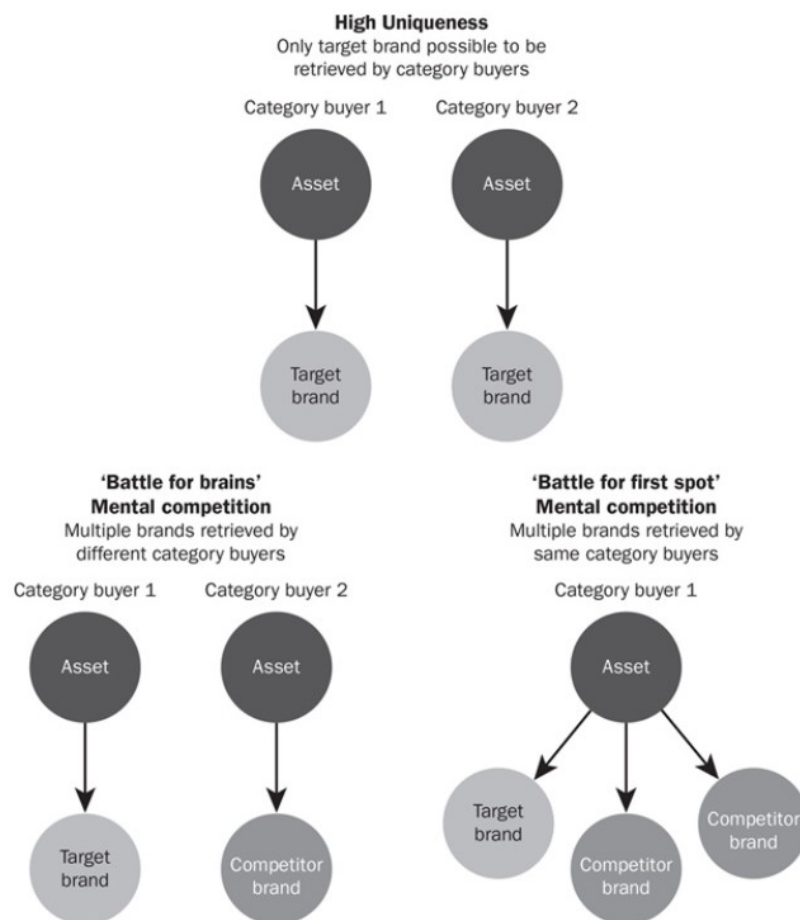 High Uniqueness
Only target brand possible to be
retrieved by category buyers
Category buyer 1
Category buyer 2
Asset
Asset
Target
brand
Target
brand
‘Battle for brains’
Mental competition
Multiple brands retrieved by
different category buyers
Category buyer 1
Category buyer 2
Asset
Asset
Target
brand
Competitor
brand
‘Battle for first spot’
Mental competition
Multiple brands retrieved by
same category buyers
Category buyer 1
Asset
Target
brand
Competitor
brand
Competitor
brand